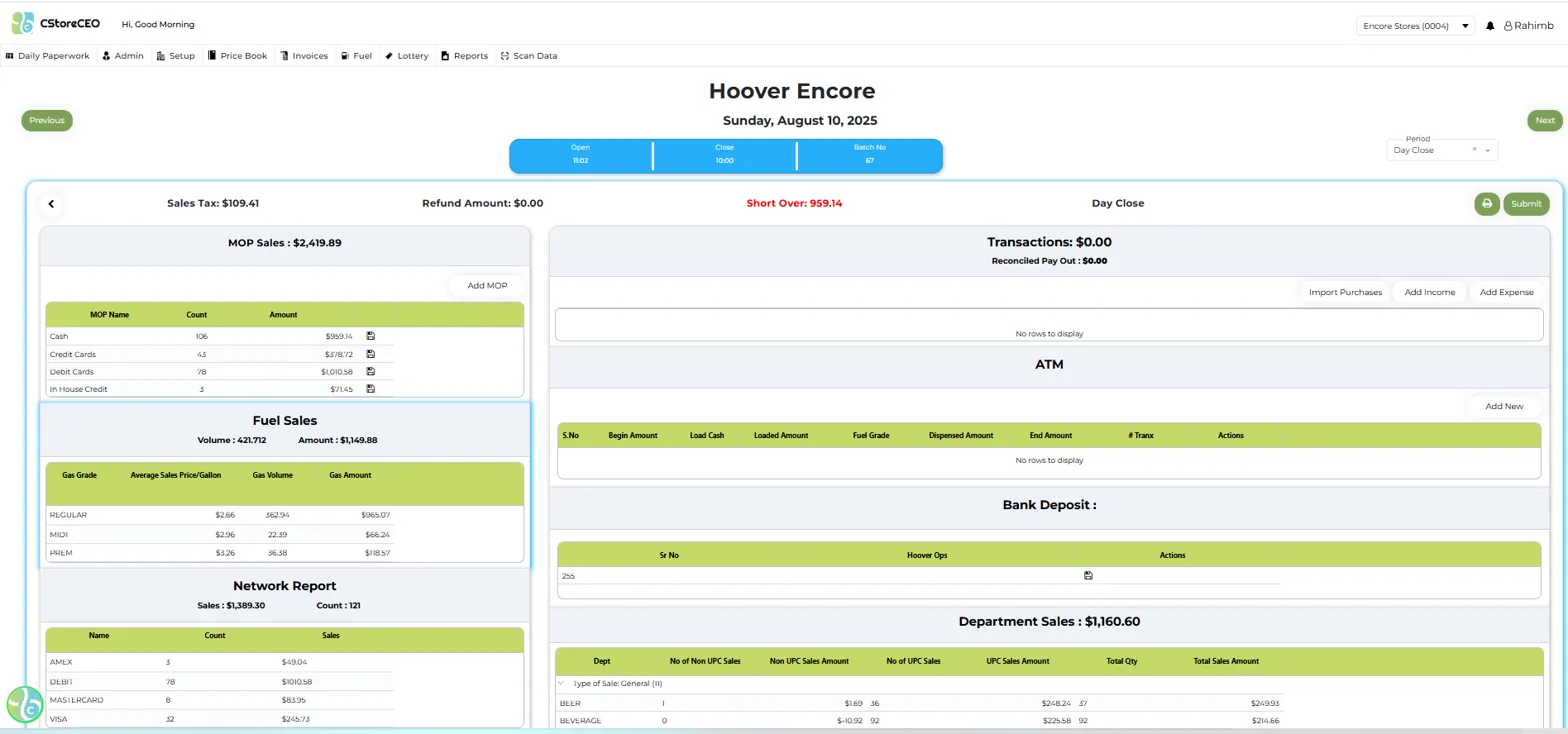 CStoreCEO Hi, Good Morning Encore Stores (0004) Rahimb
Daily Paperwork Admin Setup Price Book Invoices Fuel Lottery Reports Scan Data
Hoover Encore
Previous Sunday, August 10, 2025 Next
Open Close Batch No
11:02 10:00 67
Period
Day Close
Sales Tax: $109.41 Refund Amount: $0.00 Short Over: 959.14 Day Close Submit
MOP Sales : $2,419.89
Add MOP
MOP Name Count Amount
Cash 106 $959.14
Credit Cards 43 $378.72
Debit Cards 78 $1,010.58
In House Credit 3 $71.45
Fuel Sales
Volume : 421.712 Amount : $1,149.88
Gas Grade Average Sales Price/Gallon Gas Volume Gas Amount
REGULAR $2.66 362.94 $965.07
MIDI $2.96 22.39 $66.24
PREM $3.26 36.38 $118.57
Network Report
Sales : $1,389.30 Count : 121
Name Count Sales
AMEX 3 $49.04
DEBIT 78 $1010.58
MASTERCARD 8 $83.95
VISA 32 $245.73
Transactions: $0.00
Reconciled Pay Out : $0.00
Import Purchases Add Income Add Expense
No rows to display
ATM
Add New
S.No Begin Amount Load Cash Loaded Amount Fuel Grade Dispensed Amount End Amount # Tranx Actions
No rows to display
Bank Deposit :
Sr No Hoover Ops Actions
255
Department Sales : $1,160.60
Dept No of Non UPC Sales Non UPC Sales Amount No of UPC Sales UPC Sales Amount Total Qty Total Sales Amount
Type of Sale: General (11)
BEER 1 $1.69 36 $248.24 37 $249.93
BEVERAGE 0 $-10.92 92 $225.58 92 $214.66